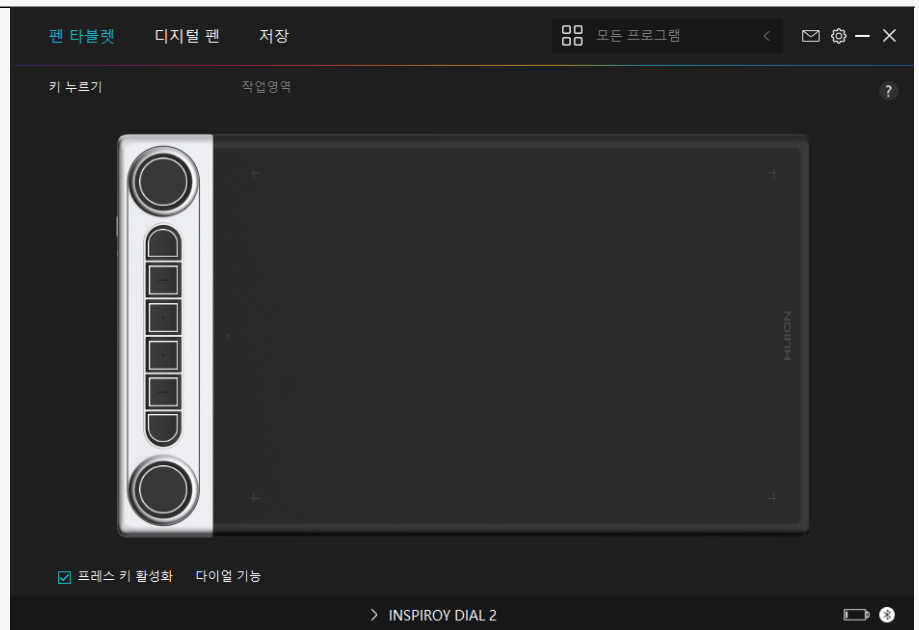 펜 타블렛 디지털 펜 저장 모든 프로그램
키 누르기 작업영역 ?
HUION
프레스 키 활성화 다이얼 기능
INSPIROY DIAL 2